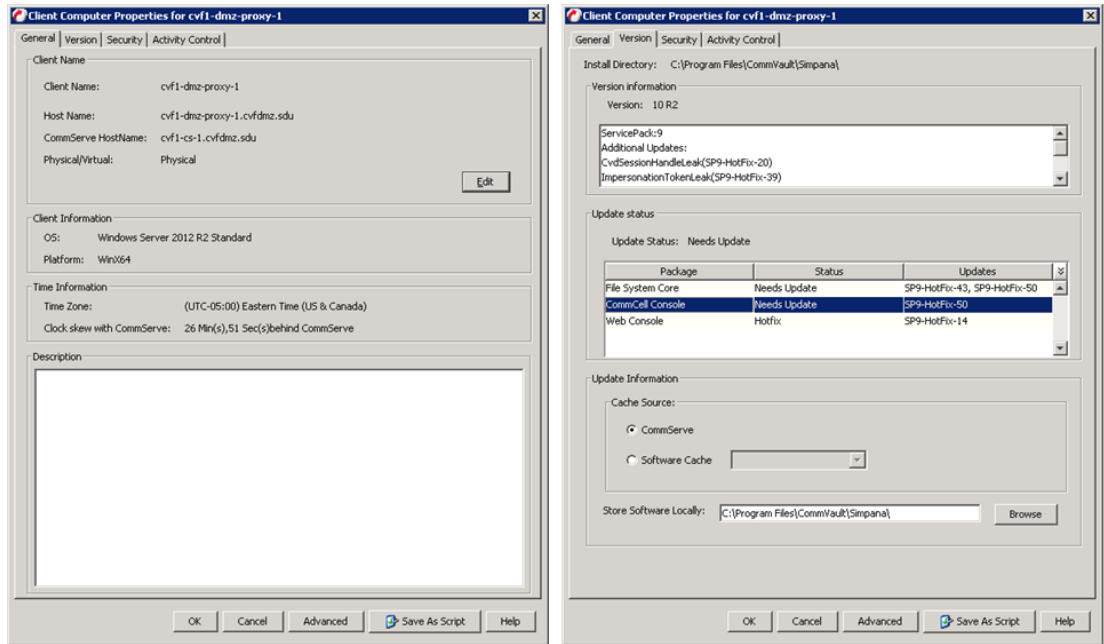 Client Computer Properties for cvf1-dmz-proxy-1
General Version Security Activity Control
Client Name
Client Name: cvf1-dmz-proxy-1
Host Name: cvf1-dmz-proxy-1.cvfdmz.sdu
CommServe HostName: cvf1-cs-1.cvfdmz.sdu
Physical/Virtual: Physical
Edit
Client Information
OS: Windows Server 2012 R2 Standard
Platform: WinX64
Time Information
Time Zone: (UTC-05:00) Eastern Time (US & Canada)
Clock skew with CommServe: 26 Min(s),51 Sec(s)behind CommServe
Description
OK Cancel Advanced Save As Script Help
Client Computer Properties for cvf1-dmz-proxy-1
General Version Security Activity Control
Install Directory: C:\Program Files\CommVault\Simpana\
Version information
Version: 10 R2
ServicePack:9
Additional Updates:
CvdSessionHandleLeak(SP9-HotFix-20)
ImpersonationTokenLeak(SP9-HotFix-39)
Update status
Update Status: Needs Update
Package Status Updates
File System Core Needs Update SP9-HotFix-43, SP9-HotFix-50
CommCell Console Needs Update SP9-HotFix-50
Web Console Hotfix SP9-HotFix-14
Update Information
Cache Source:
CommServe
Software Cache
Store Software Locally: C:\Program Files\CommVault\Simpana\ Browse
OK Cancel Advanced Save As Script Help